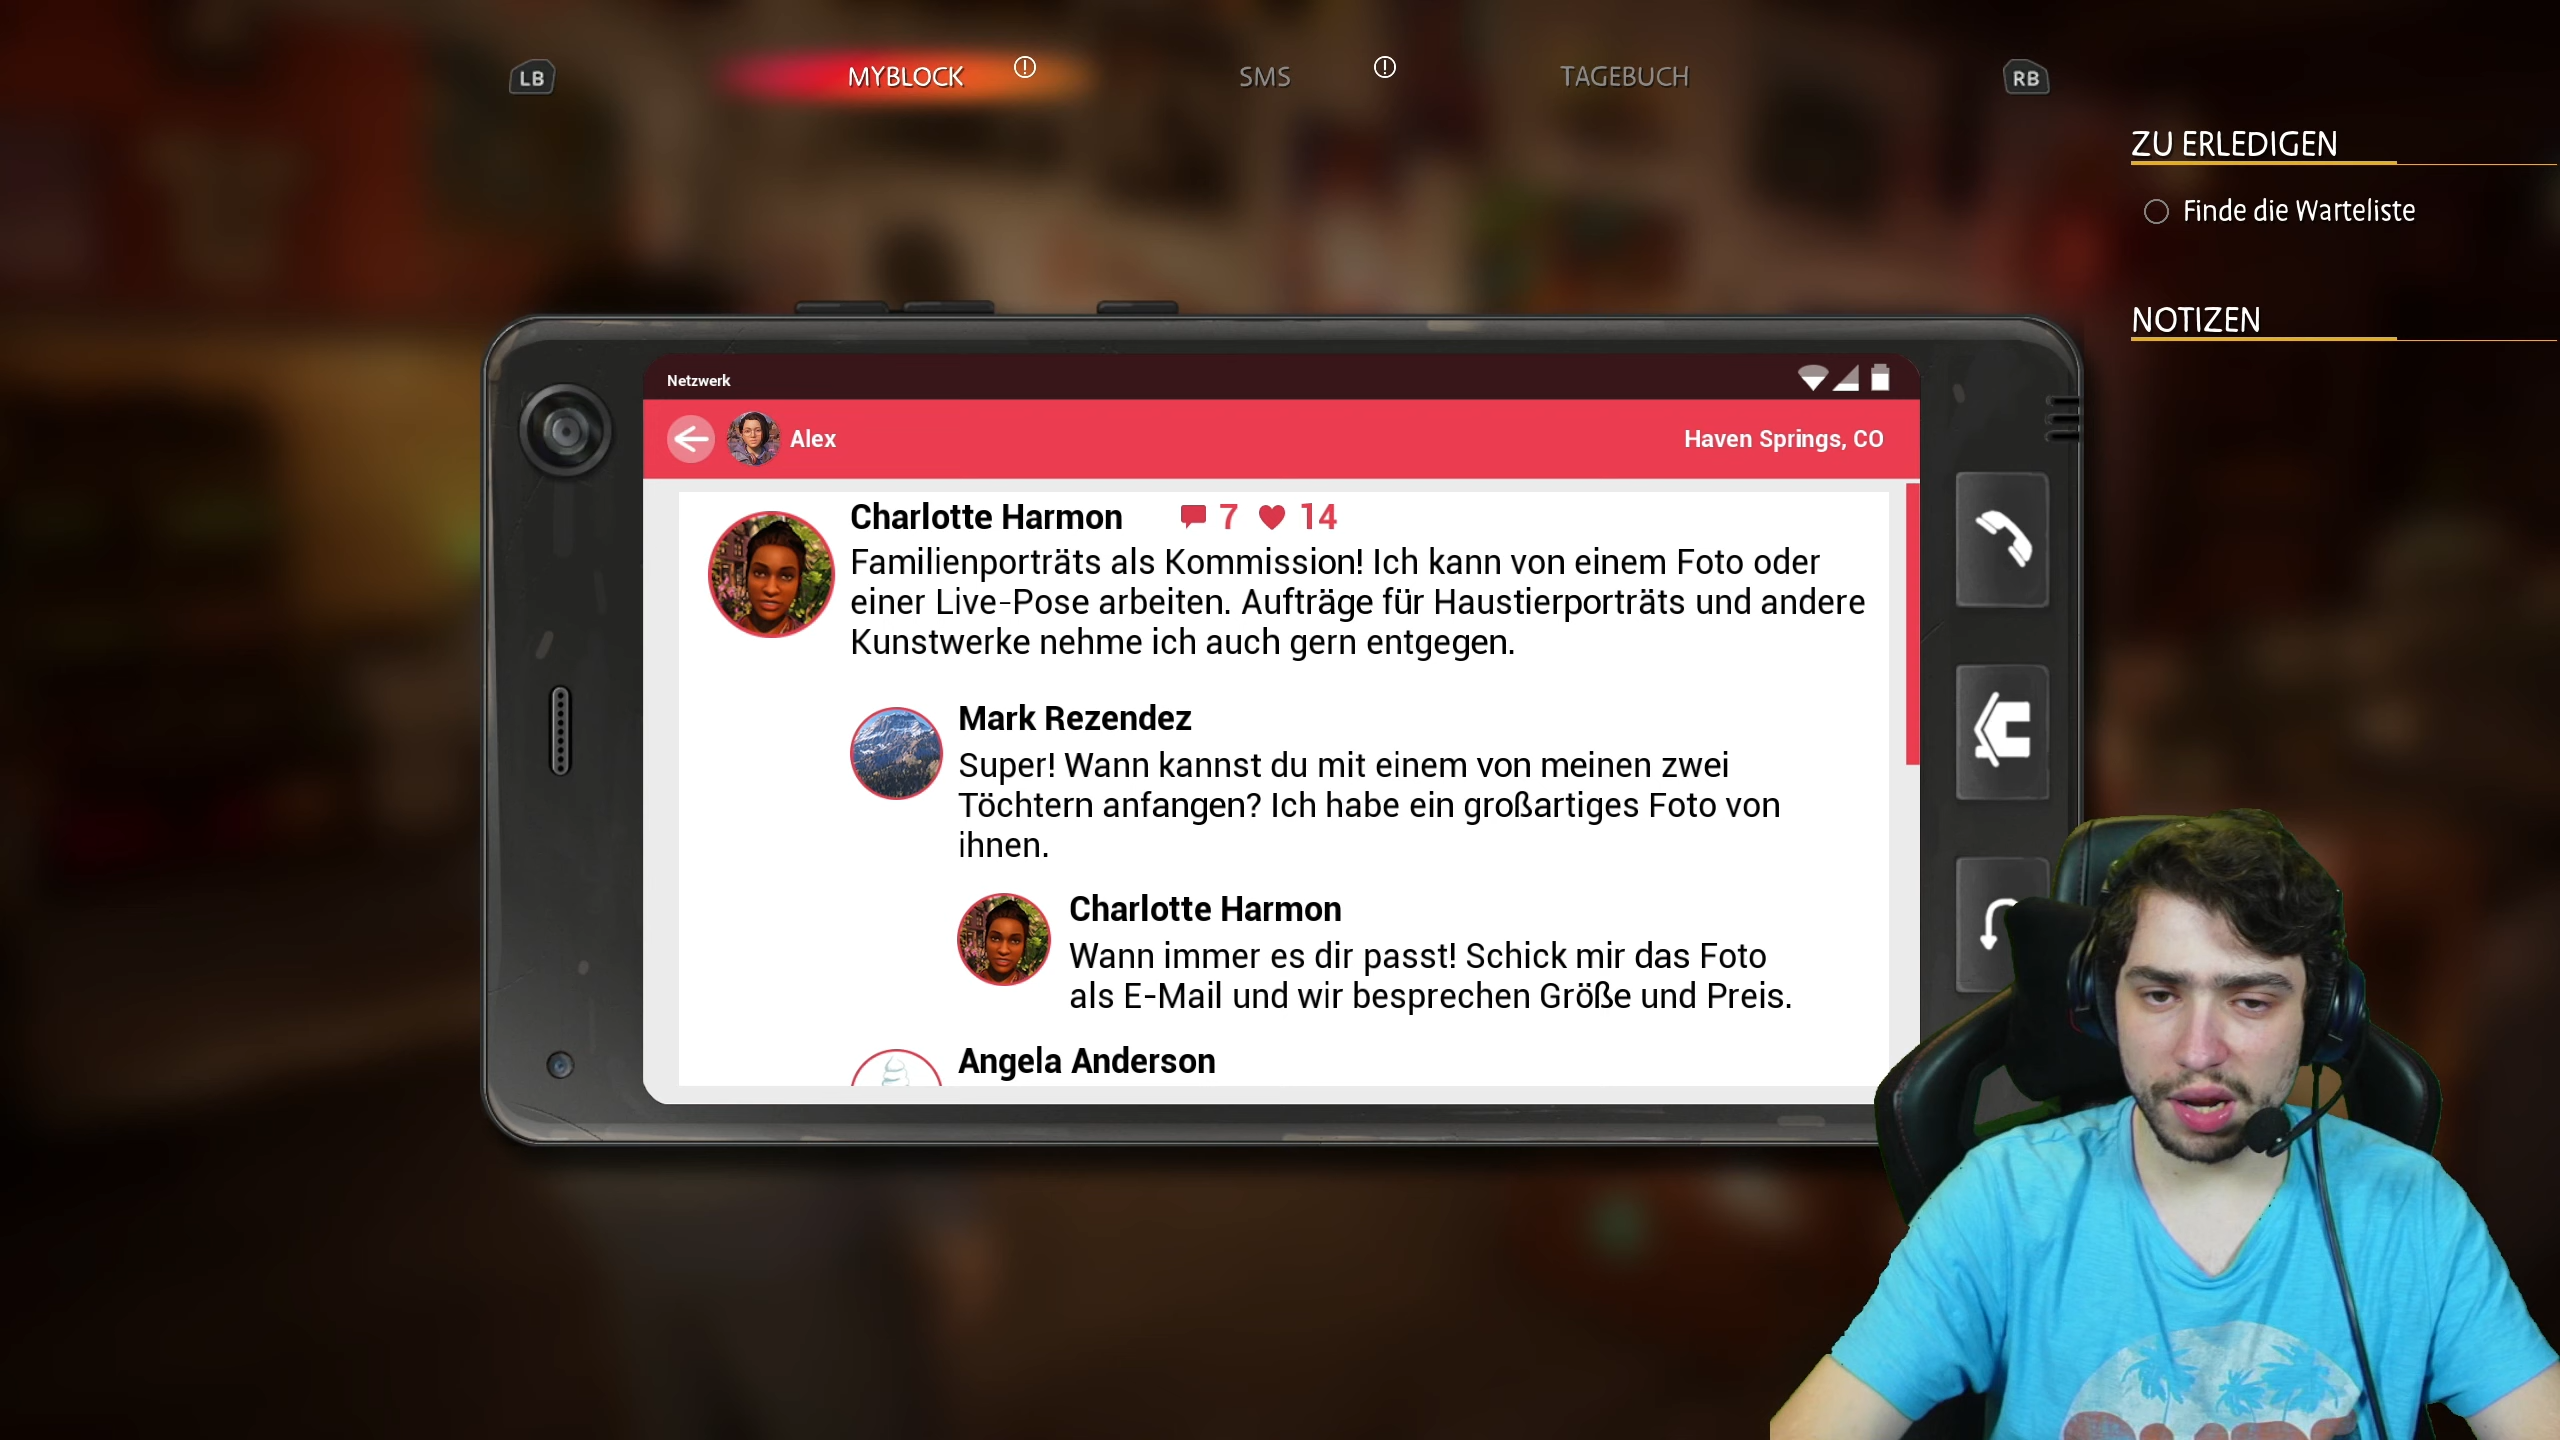 LB
MYBLOCK
SMS
TAGEBUCH
RB
ZU ERLEDIGEN
Finde die Warteliste
NOTIZEN
Netzwerk
Alex
Haven Springs, CO
Charlotte Harmon 7 14
Familienporträts als Kommission! Ich kann von einem Foto oder
einer Live-Pose arbeiten. Aufträge für Haustierporträts und andere
Kunstwerke nehme ich auch gern entgegen.
Mark Rezendez
Super! Wann kannst du mit einem von meinen zwei
Töchtern anfangen? Ich habe ein großartiges Foto von
ihnen.
Charlotte Harmon
Wann immer es dir passt! Schick mir das Foto
als E-Mail und wir besprechen Größe und Preis.
Angela Anderson